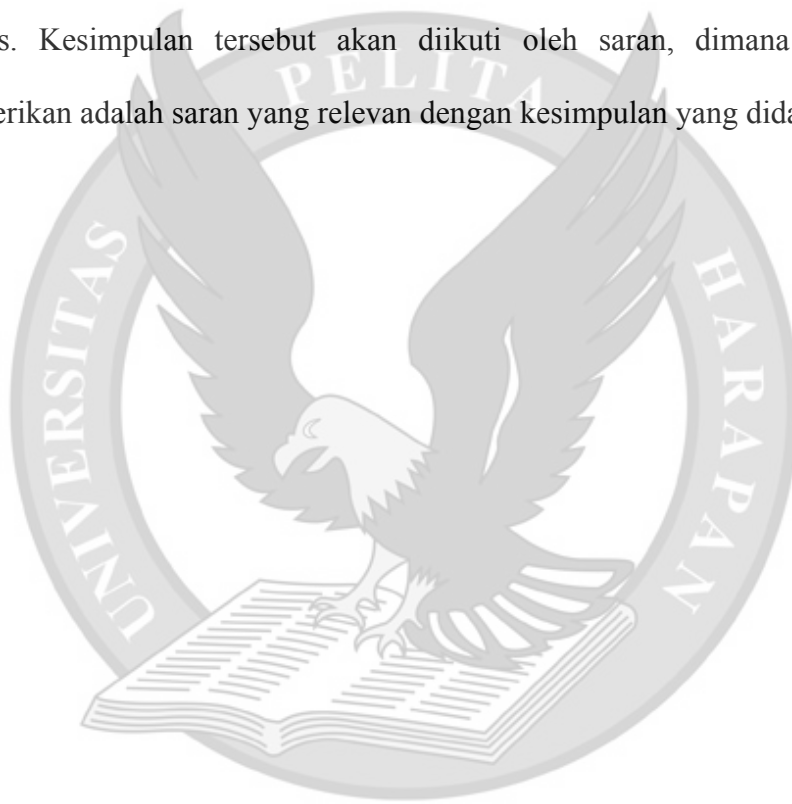 s. Kesimpulan tersebut akan diikuti oleh saran, dimana
erikan adalah saran yang relevan dengan kesimpulan yang dida
UNIVERSITAS PELITA HARAPAN